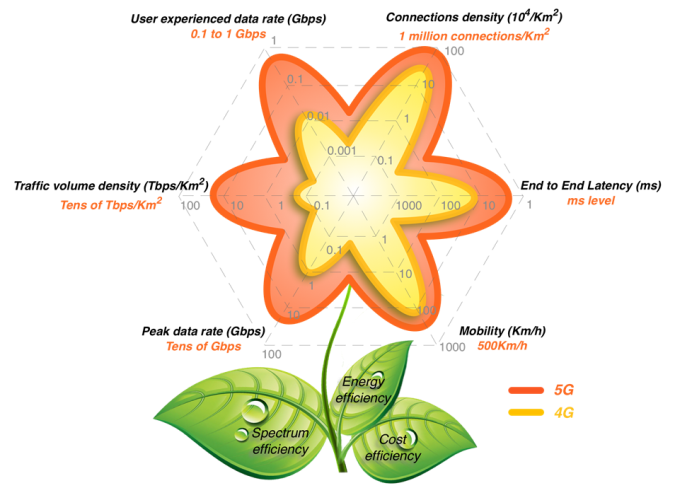 User experienced data rate (Gbps)
0.1 to 1 Gbps
Connections density (10⁴/Km²)
1 million connections/Km²
1
100
0.1
0.1
10
0.01
1
0.001
0.1
Traffic volume density (Tbps/Km²)
Tens of Tbps/Km²
100
10
1
0.1
1000
100
10
1
End to End Latency (ms)
ms level
0.1
1
1
10
10
100
Peak data rate (Gbps)
Tens of Gbps
100
Mobility (Km/h)
500Km/h
1000
Energy
efficiency
Spectrum
efficiency
Cost
efficiency
5G
4G